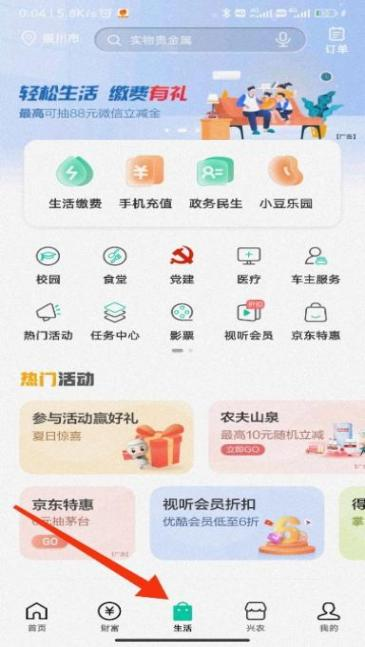 0:04 5.8K/s
银川市
实物贵金属
订单
轻松生活 缴费有礼
最高可抽88元微信立减金
【广告】
生活缴费 手机充值 政务民生 小豆乐园
校园 食堂 党建 医疗 车主服务
热门活动 任务中心 影票 视听会员 京东特惠
热门活动
参与活动赢好礼
夏日惊喜
农夫山泉
最高10元随机立减
立即GO
京东特惠
0元抽茅台
GO
【广告】
视听会员折扣
优酷会员低至6折
得
享
首页 财富 生活 兴农 我的